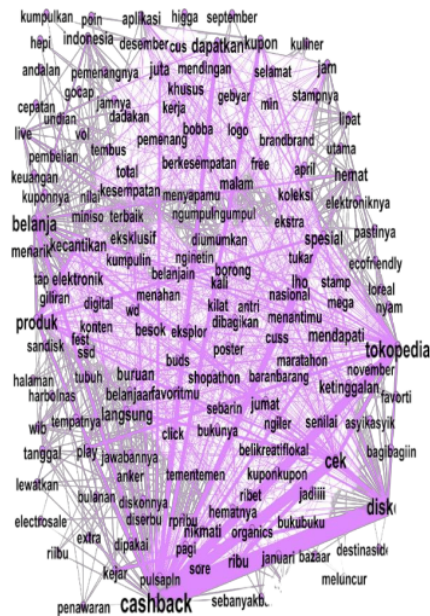 kumpulkan poin aplikasi higga september
hepi indonesia desember cus dapatkan kupon kuliner
andalan pemenangnya juta mendingan selamat jam
cepatan gocap jamnya khusus gebyar min stampnya
undian dadakan kerja
live vol bobba logo brandbrand lipat
pembelian tembus pemenang utama
keuangan total berkesempatan free april hemat
kuponnya nilai kesempatan menyapamu malam koleksi elektroniknya
belanja miniso terbaik ngumpulngumpul ekstra pastinya
menarik kecantikan eksklusif diumumkan spesial
kumpulin nginetin tukar ecofriendly
tap elektronik belanjain borong lho stamp loreal
giliran digital menahan kali nasional mega nyam
produk wd kilat antri menantimu
konten besok eksplor dibagikan
sandisk fest ssd poster cuss mendapati tokopedia
halaman tubuh buruan buds shopathon maratahon november
harbolnas belanjaan favoritmu baranbarang ketinggalan favorti
wib tempatnya langsung sebarin jumat
click bukunya ngiler senilai asyikasyik
tanggal play jawabannya belikreatiflokal cek bagibagiin
lewatkan anker tementemen kuponkupon
bulanan diskonnya ribet jadiiii disk
electrosale diserbu rpribu hematnya
extra dipakai nikmati organics bukubuku
riibu pagi ribu januari bazaar destinasid
kejar pulsapln sore meluncur
penawaran cashback sebanyakb